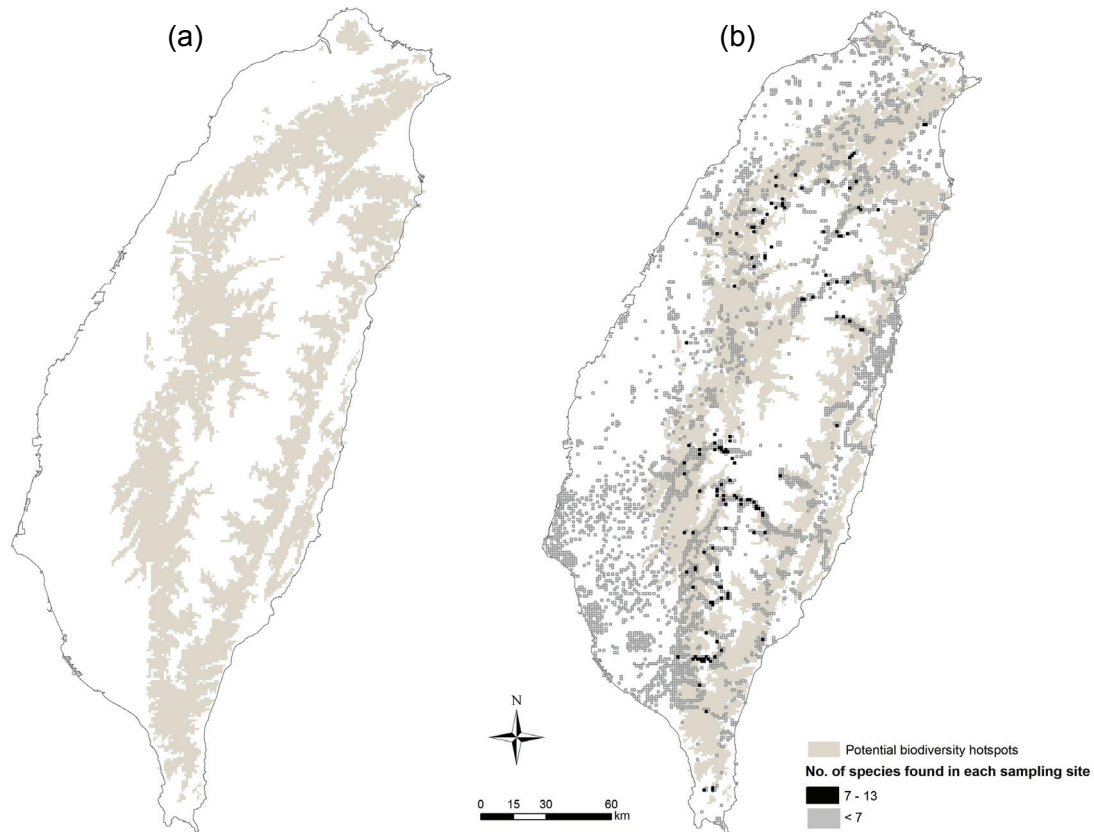 (a)
(b)
N
0 15 30 60
km
Potential biodiversity hotspots
No. of species found in each sampling site
7 - 13
< 7